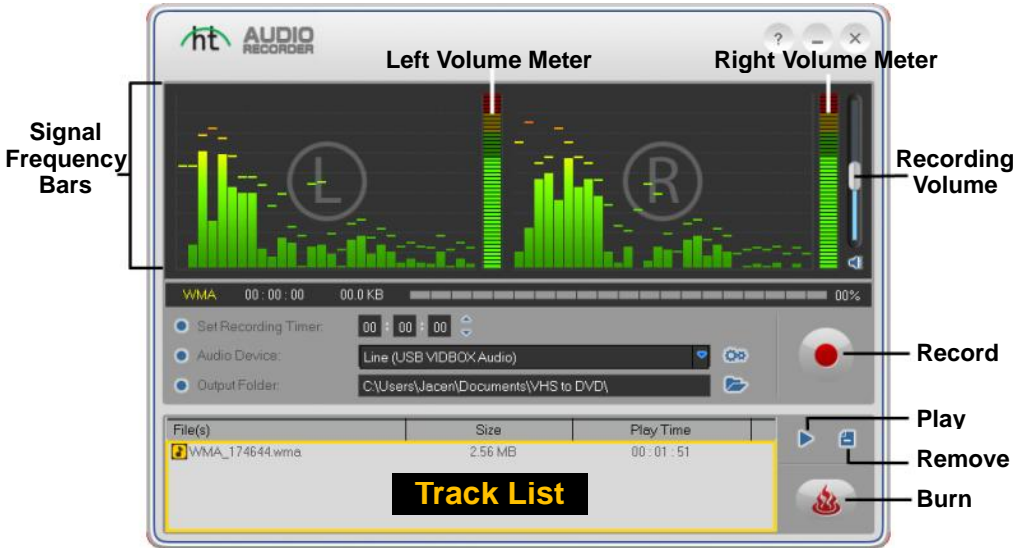 ht AUDIO
RECORDER
?
Left Volume Meter
Right Volume Meter
Signal
Frequency
Bars
L
R
Recording
Volume
WMA 00 : 00 : 00 00.0 KB 00%
Set Recording Timer: 00 : 00 : 00
Audio Device: Line (USB VIDBOX Audio)
Output Folder: C:\Users\Jacen\Documents\VHS to DVD\
Record
File(s) Size Play Time
WMA_174644.wma 2.56 MB 00 : 01 : 51
Track List
Play
Remove
Burn